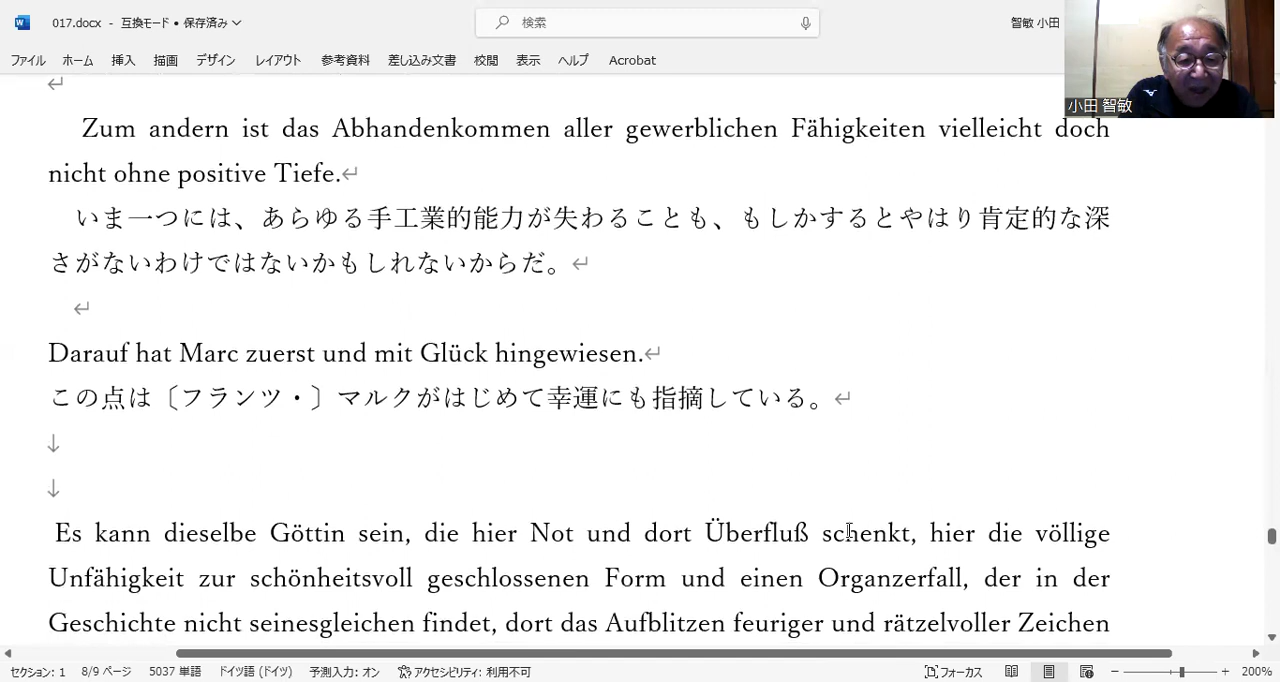 017.docx - 互換モード • 保存済み
検索
智敏 小田
ファイル ホーム 挿入 描画 デザイン レイアウト 参考資料 差し込み文書 校閲 表示 ヘルプ Acrobat
小田 智敏
Zum andern ist das Abhandenkommen aller gewerblichen Fähigkeiten vielleicht doch
nicht ohne positive Tiefe.↵
いま一つには、あらゆる手工業的能力が失わることも、もしかするとやはり肯定的な深
さがないわけではないかもしれないからだ。↵
Darauf hat Marc zuerst und mit Glück hingewiesen.↵
この点は〔フランツ・〕マルクがはじめて幸運にも指摘している。↵
↓
↓
Es kann dieselbe Göttin sein, die hier Not und dort Überfluß schenkt, hier die völlige
Unfähigkeit zur schönheitsvoll geschlossenen Form und einen Organzerfall, der in der
Geschichte nicht seinesgleichen findet, dort das Aufblitzen feuriger und rätzelvoller Zeichen
セクション: 1 8/9 ページ 5037 単語 ドイツ語 (ドイツ) 予測入力: オン アクセシビリティ: 利用不可 フォーカス 200%